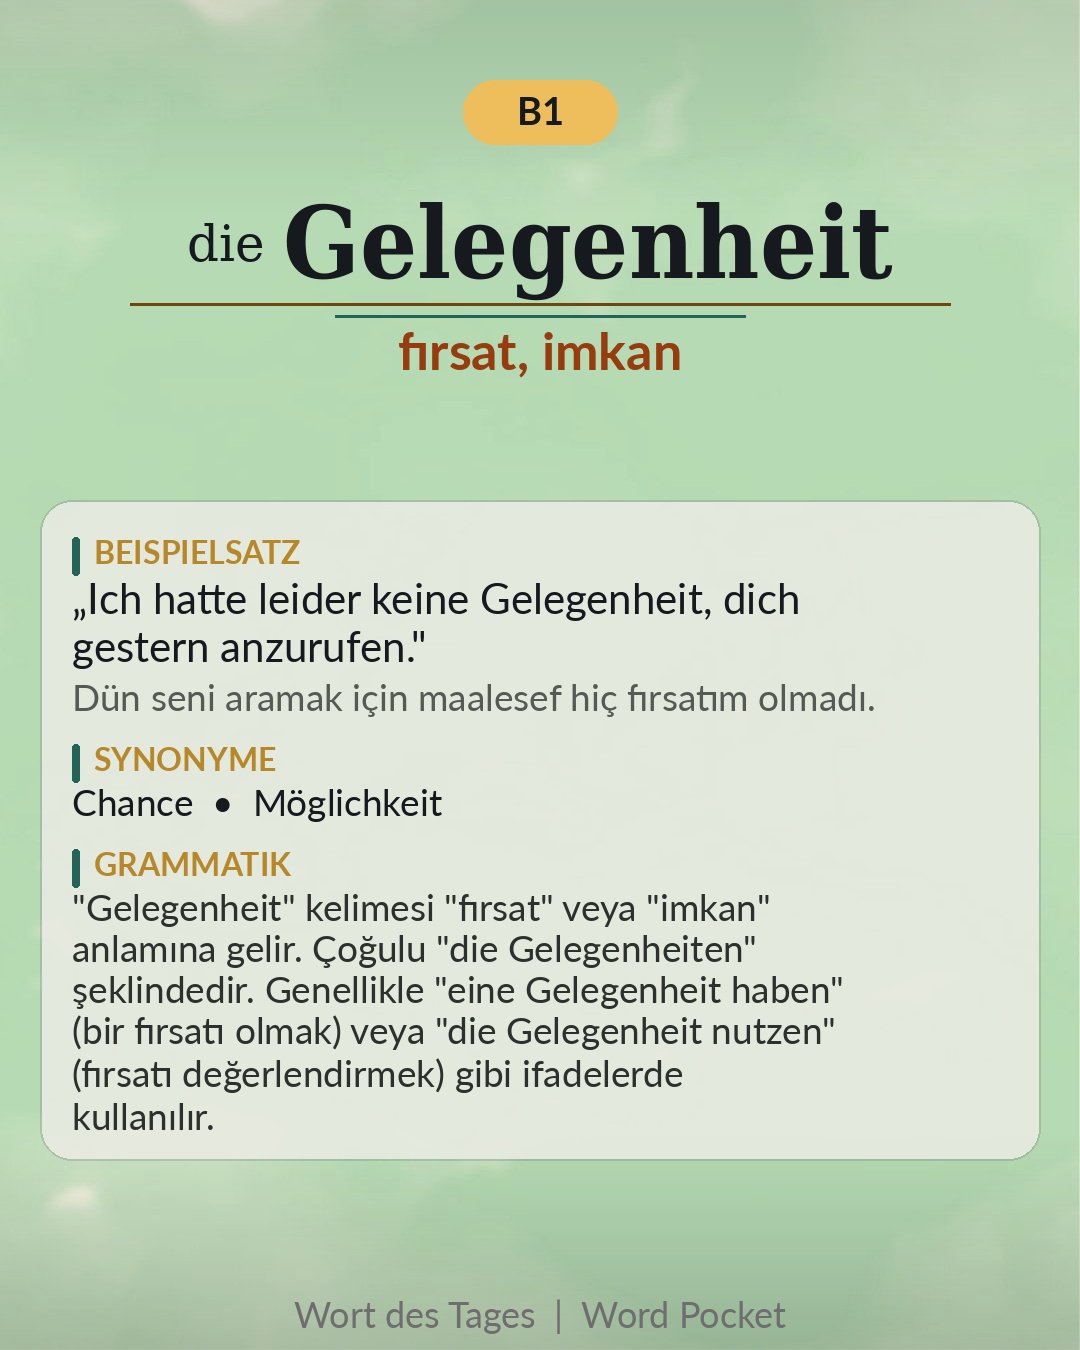 B1
die Gelegenheit
fırsat, imkan
BEISPIELSATZ
„Ich hatte leider keine Gelegenheit, dich
gestern anzurufen."
Dün seni aramak için maalesef hiç fırsatım olmadı.
SYNONYME
Chance • Möglichkeit
GRAMMATIK
"Gelegenheit" kelimesi "fırsat" veya "imkan"
anlamına gelir. Çoğulu "die Gelegenheiten"
şeklindedir. Genellikle "eine Gelegenheit haben"
(bir fırsatı olmak) veya "die Gelegenheit nutzen"
(fırsatı değerlendirmek) gibi ifadelerde
kullanılır.
Wort des Tages | Word Pocket